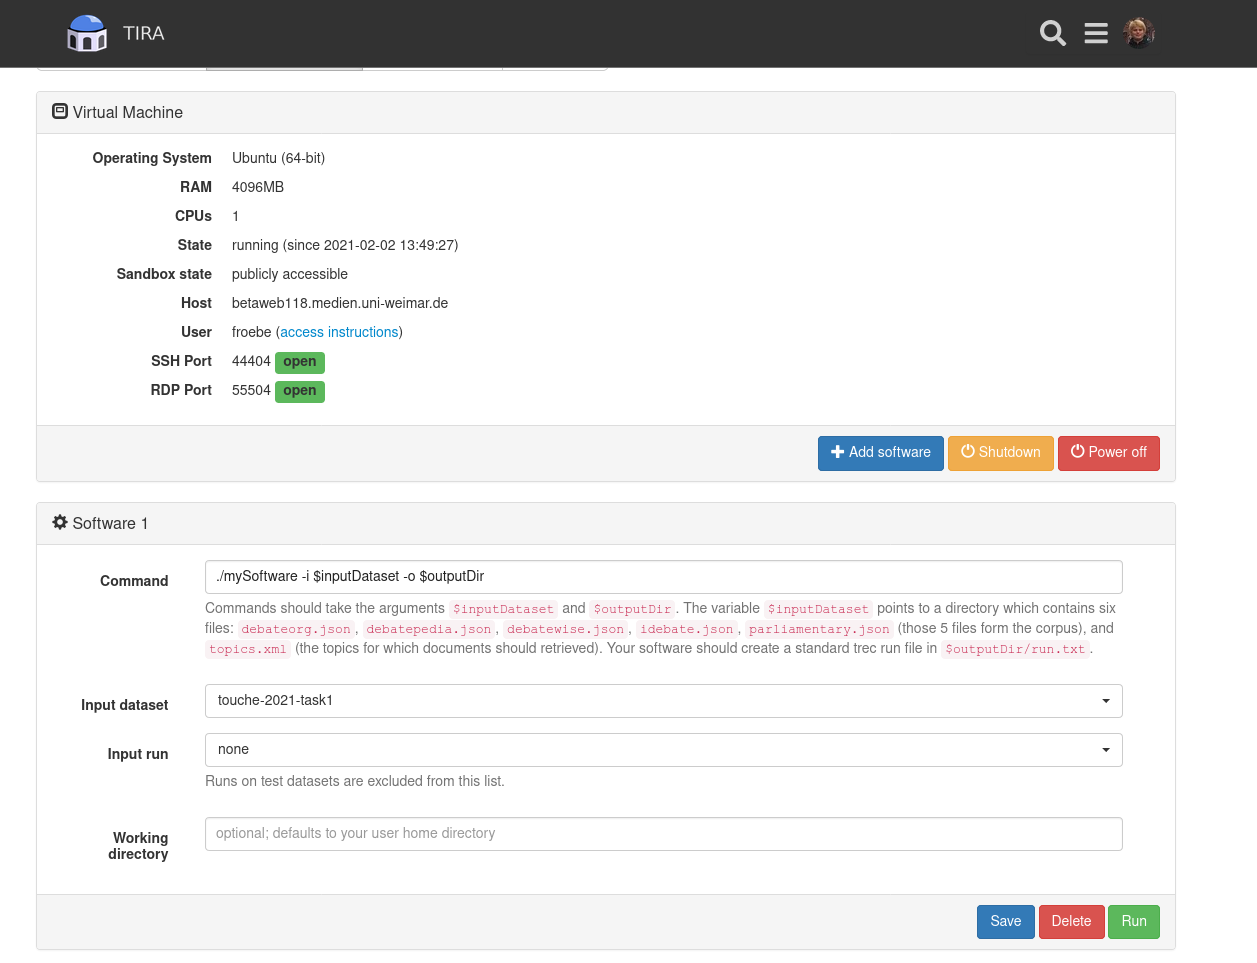 TIRA
Virtual Machine
Operating System Ubuntu (64-bit)
RAM 4096MB
CPUs 1
State running (since 2021-02-02 13:49:27)
Sandbox state publicly accessible
Host betaweb118.medien.uni-weimar.de
User froebe (access instructions)
SSH Port 44404 open
RDP Port 55504 open
Add software Shutdown Power off
Software 1
Command ./mySoftware -i $inputDataset -o $outputDir
Commands should take the arguments $inputDataset and $outputDir. The variable $inputDataset points to a directory which contains six
files: debateorg.json, debatepedia.json, debatewise.json, idebate.json, parliamentary.json (those 5 files form the corpus), and
topics.xml (the topics for which documents should retrieved). Your software should create a standard trec run file in $outputDir/run.txt.
Input dataset touche-2021-task1
Input run none
Runs on test datasets are excluded from this list.
Working directory optional; defaults to your user home directory
Save Delete Run